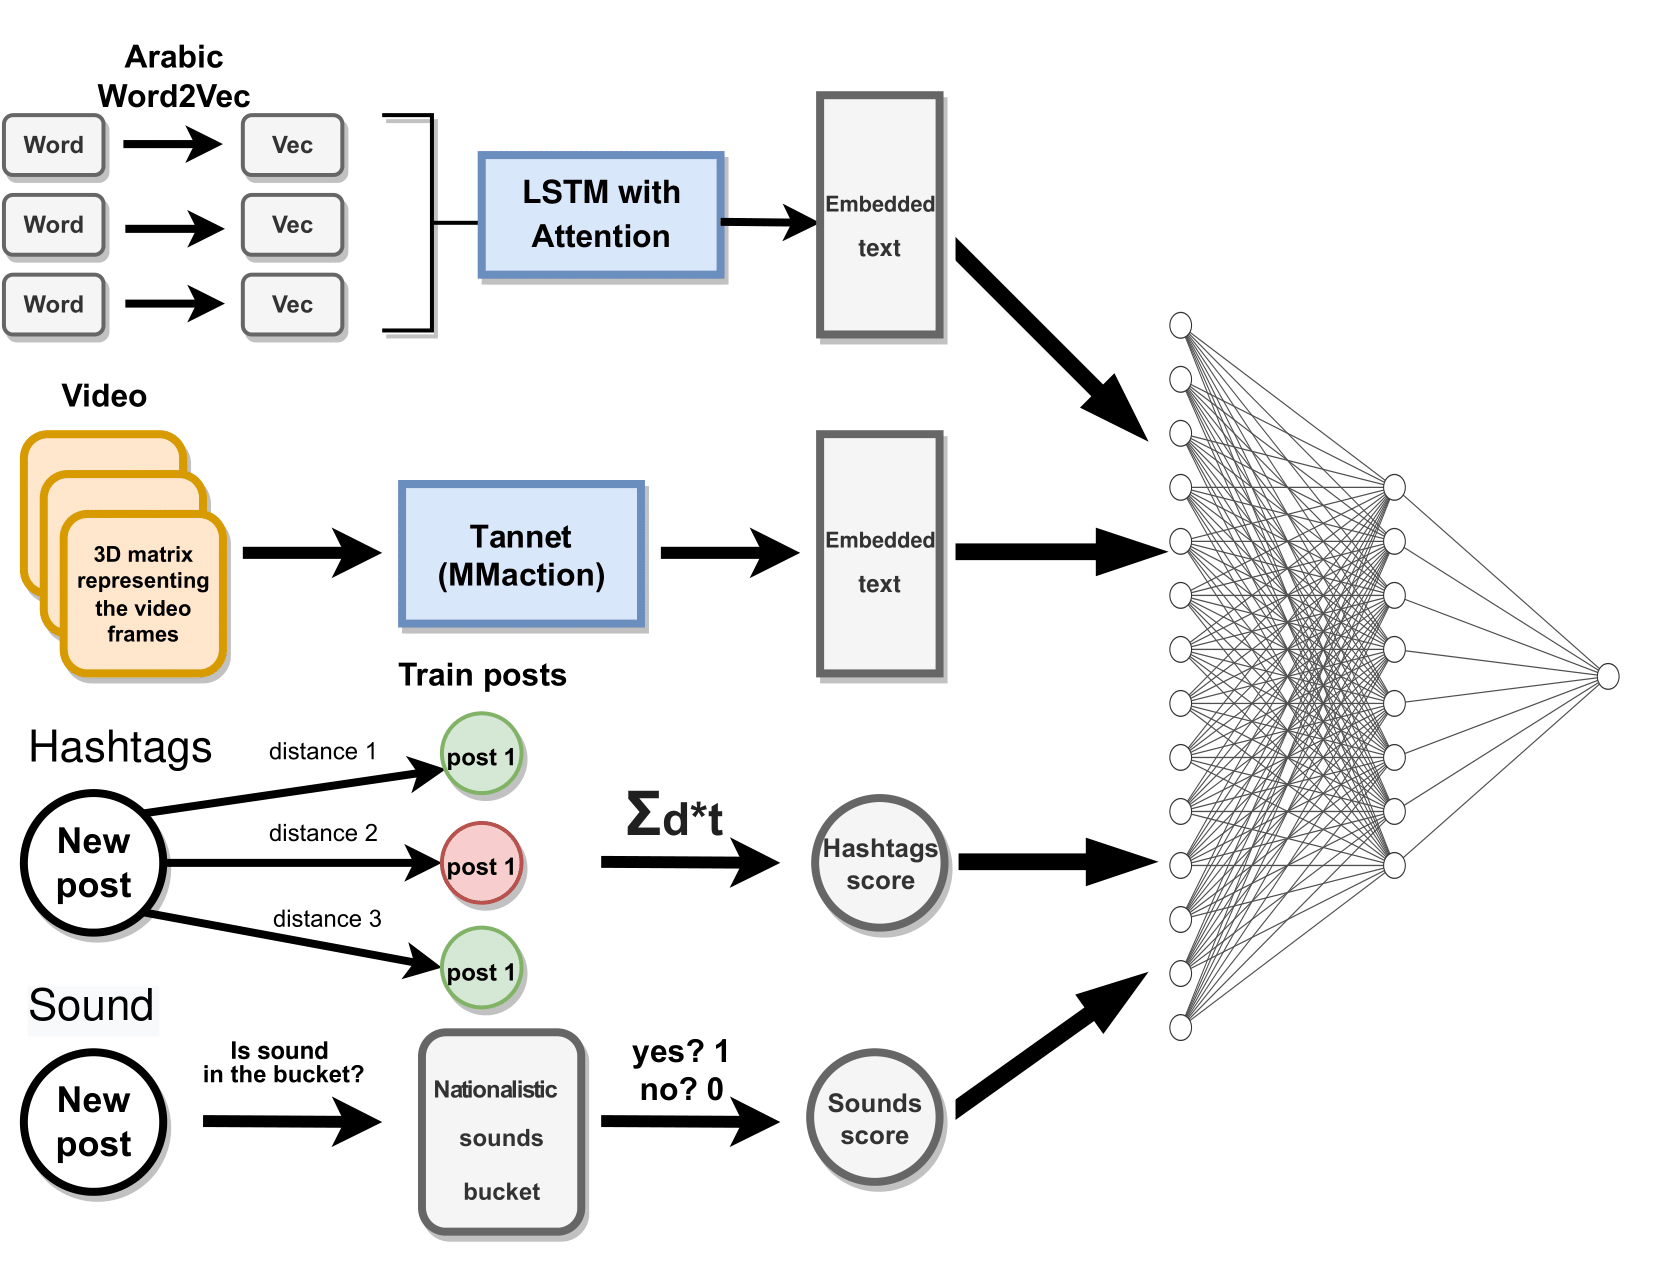 Arabic
Word2Vec
Word
Vec
Word
Vec
Word
Vec
LSTM with
Attention
Embedded
text
Video
3D matrix
representing
the video
frames
Tannet
(MMaction)
Embedded
text
Train posts
Hashtags
New
post
distance 1
distance 2
distance 3
post 1
post 1
post 1
Σd*t
Hashtags
score
Sound
New
post
Is sound
in the bucket?
Nationalistic
sounds
bucket
yes? 1
no? 0
Sounds
score